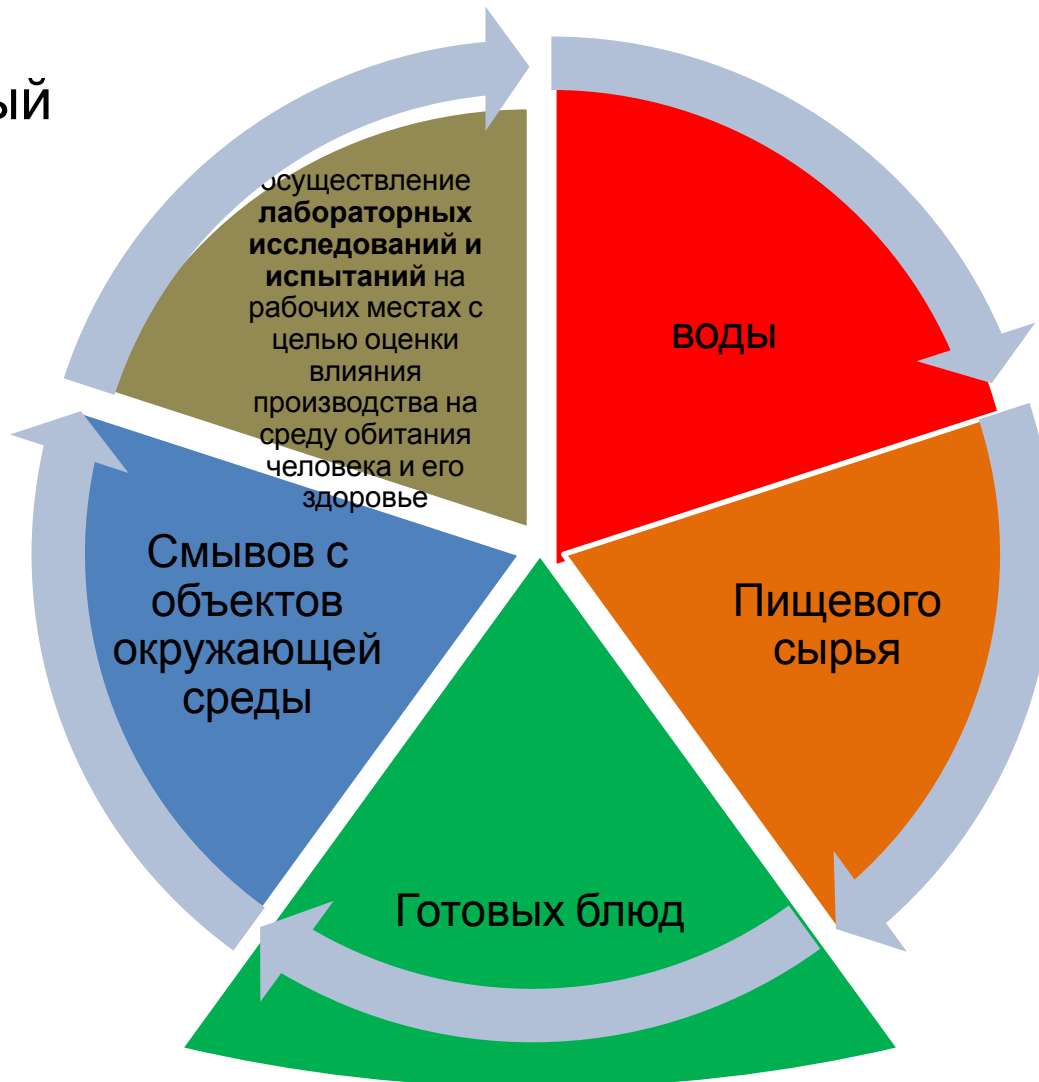 ый
осуществление
лабораторных
исследований и
испытаний на
рабочих местах с
целью оценки
влияния
производства на
среду обитания
человека и его
здоровье
воды
Пищевого
сырья
Готовых блюд
Смывов с
объектов
окружающей
среды